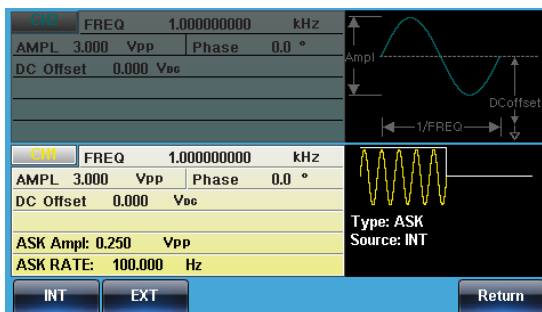 CH2 FREQ 1.000000000 kHz
AMPL 3.000 Vpp Phase 0.0 °
DC Offset 0.000 VDC
Ampl
DCoffset
1/FREQ
CH1 FREQ 1.000000000 kHz
AMPL 3.000 Vpp Phase 0.0 °
DC Offset 0.000 VDC
ASK Ampl: 0.250 Vpp
ASK RATE: 100.000 Hz
Type: ASK
Source: INT
INT EXT Return